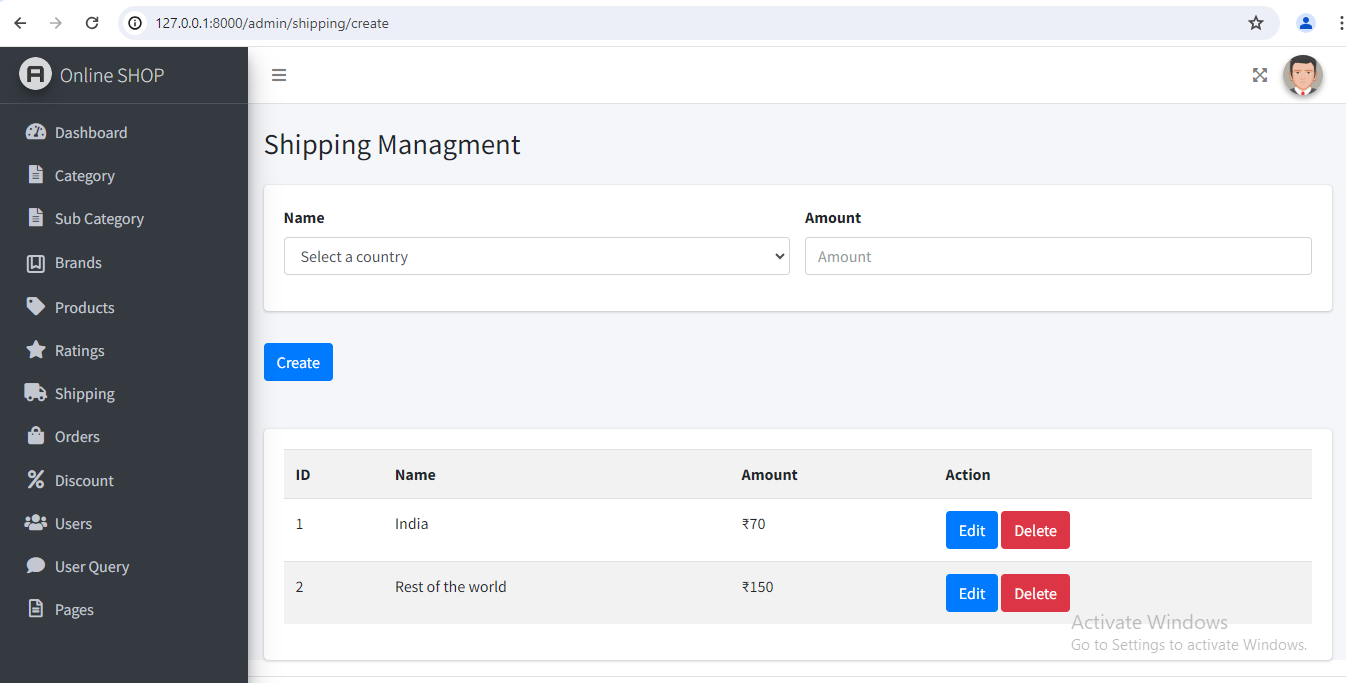 127.0.0.1:8000/admin/shipping/create
Online SHOP
Dashboard
Category
Sub Category
Brands
Products
Ratings
Shipping
Orders
Discount
Users
User Query
Pages
Shipping Managment
Name Amount
Select a country Amount
Create
ID Name Amount Action
1 India ₹70 Edit Delete
2 Rest of the world ₹150 Edit Delete
Activate Windows
Go to Settings to activate Windows.